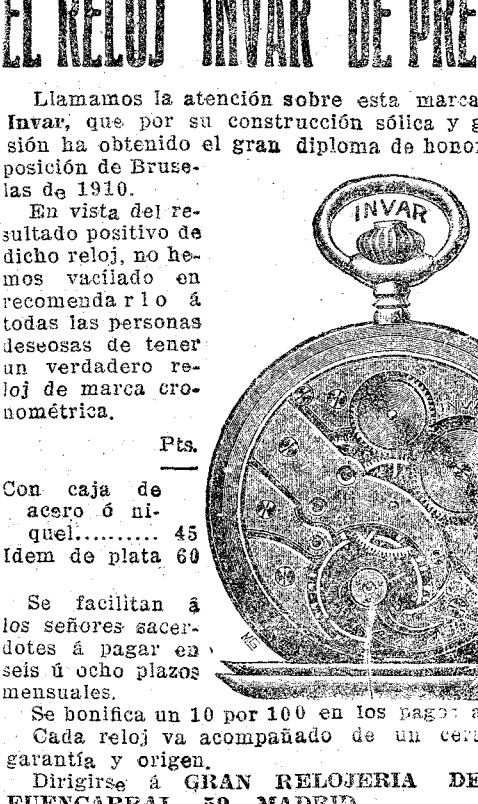 EL RELOJ INVAR DE PRE
Llamamos la atención sobre esta marca
Invar, que por su construcción sólica y g
sión ha obtenido el gran diploma de honor
posición de Bruse-
las de 1910.
En vista del re-
sultado positivo de
dicho reloj, no he-
mos vacilado en
recomendarlo á
todas las personas
deseosas de tener
un verdadero re-
loj de marca cro-
nométrica.
Pts.
Con caja de
acero ó ni-
quel.......... 45
Idem de plata 60
Se facilitan á
los señores sacer-
dotes á pagar en
seis ú ocho plazos
mensuales.
INVAR
Se bonifica un 10 por 100 en los pagos a
Cada reloj va acompañado de un cer
garantía y origen.
Dirigirse á GRAN RELOJERIA DE
FUENCARRAL, 59, MADRID